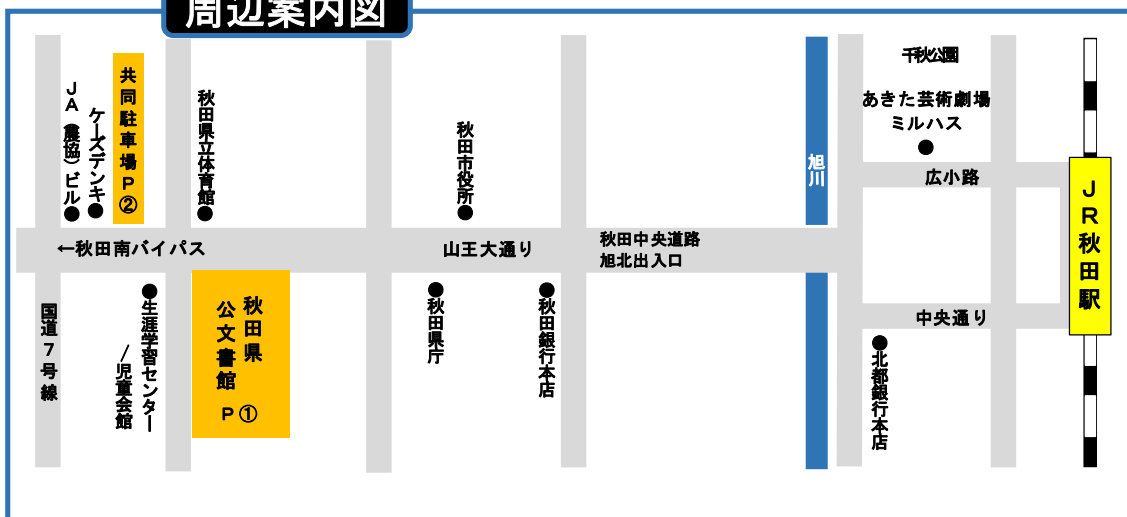 周辺案内図
JA(農協)ビル
ケーズデンキ
共同駐車場P②
秋田県立体育館
秋田市役所
旭川
千秋公園
あきた芸術劇場
ミルハス
広小路
JR秋田駅
←秋田南バイパス
山王大通り
秋田中央道路
旭北出入口
国道7号線
生涯学習センター
/児童会館
秋田県
公文書館
P①
秋田県庁
秋田銀行本店
中央通り
北都銀行本店